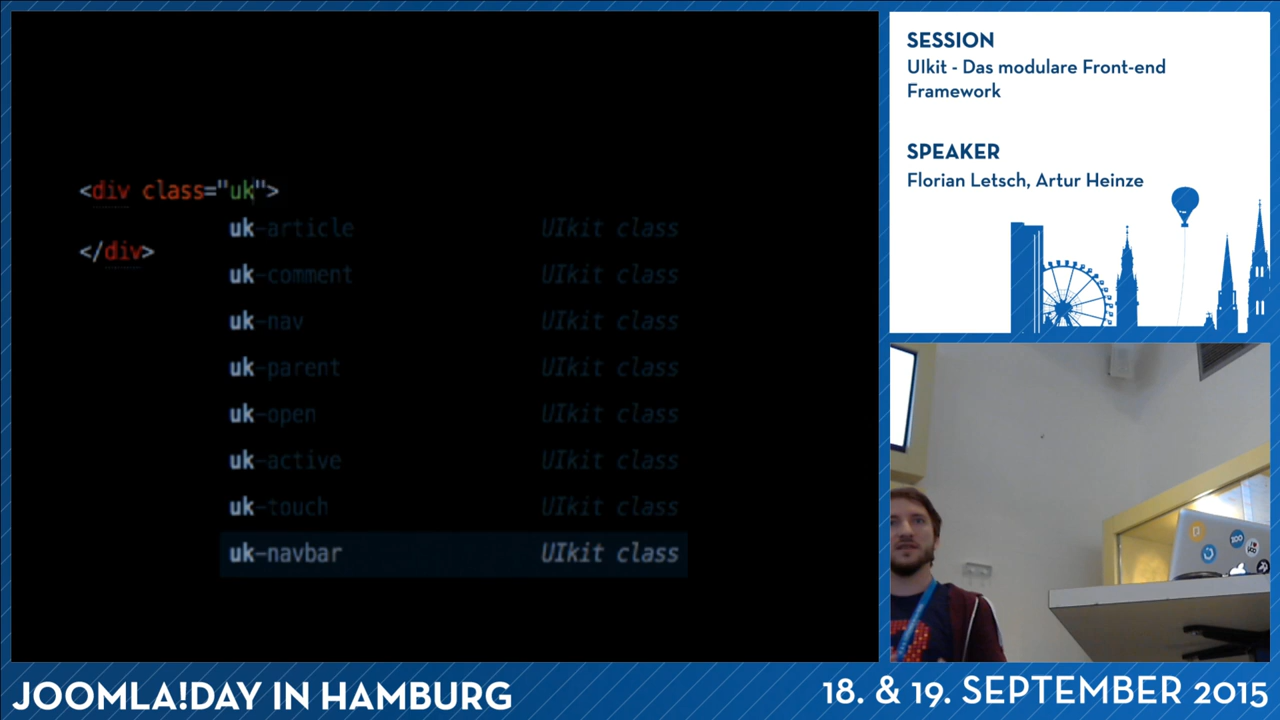 <div class="uk">
uk-article UIkit class
</div>
uk-comment UIkit class
uk-nav UIkit class
uk-parent UIkit class
uk-open UIkit class
uk-active UIkit class
uk-touch UIkit class
uk-navbar UIkit class
SESSION
UIkit - Das modulare Front-end
Framework
SPEAKER
Florian Letsch, Artur Heinze
JOOMLA!DAY IN HAMBURG
18. & 19. SEPTEMBER 2015